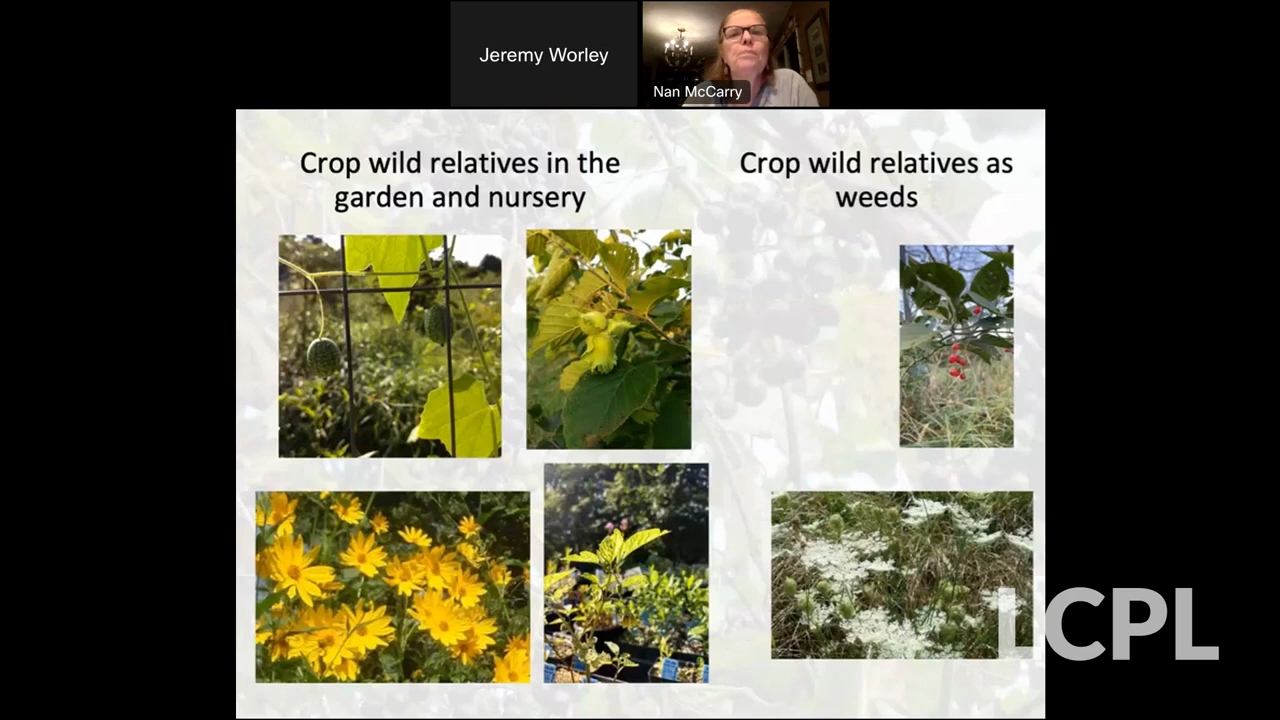 Jeremy Worley
Nan McCarry
Crop wild relatives in the
garden and nursery
Crop wild relatives as
weeds
LCPL